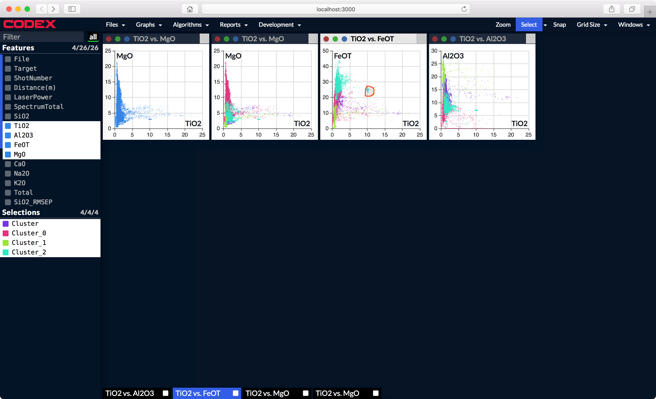 localhost:3000
CODEX
Files Graphs Algorithms Reports Development Zoom Select Snap Grid Size Windows
Filter all
Features 4/26/26
File
Target
ShotNumber
Distance(m)
LaserPower
SpectrumTotal
SiO2
TiO2
Al2O3
FeOT
MgO
CaO
Na2O
K2O
Total
SiO2_RMSEP
Selections 4/4/4
Cluster
Cluster_0
Cluster_1
Cluster_2
TiO2 vs. MgO
MgO
25
20
15
10
5
0
0 5 10 15 20 25
TiO2
TiO2 vs. MgO
MgO
25
20
15
10
5
0
0 5 10 15 20 25
TiO2
TiO2 vs. FeOT
FeOT
50
40
30
20
10
0
0 5 10 15 20 25
TiO2
TiO2 vs. Al2O3
Al2O3
30
25
20
15
10
5
0
0 5 10 15 20 25
TiO2
TiO2 vs. Al2O3 TiO2 vs. FeOT TiO2 vs. MgO TiO2 vs. MgO